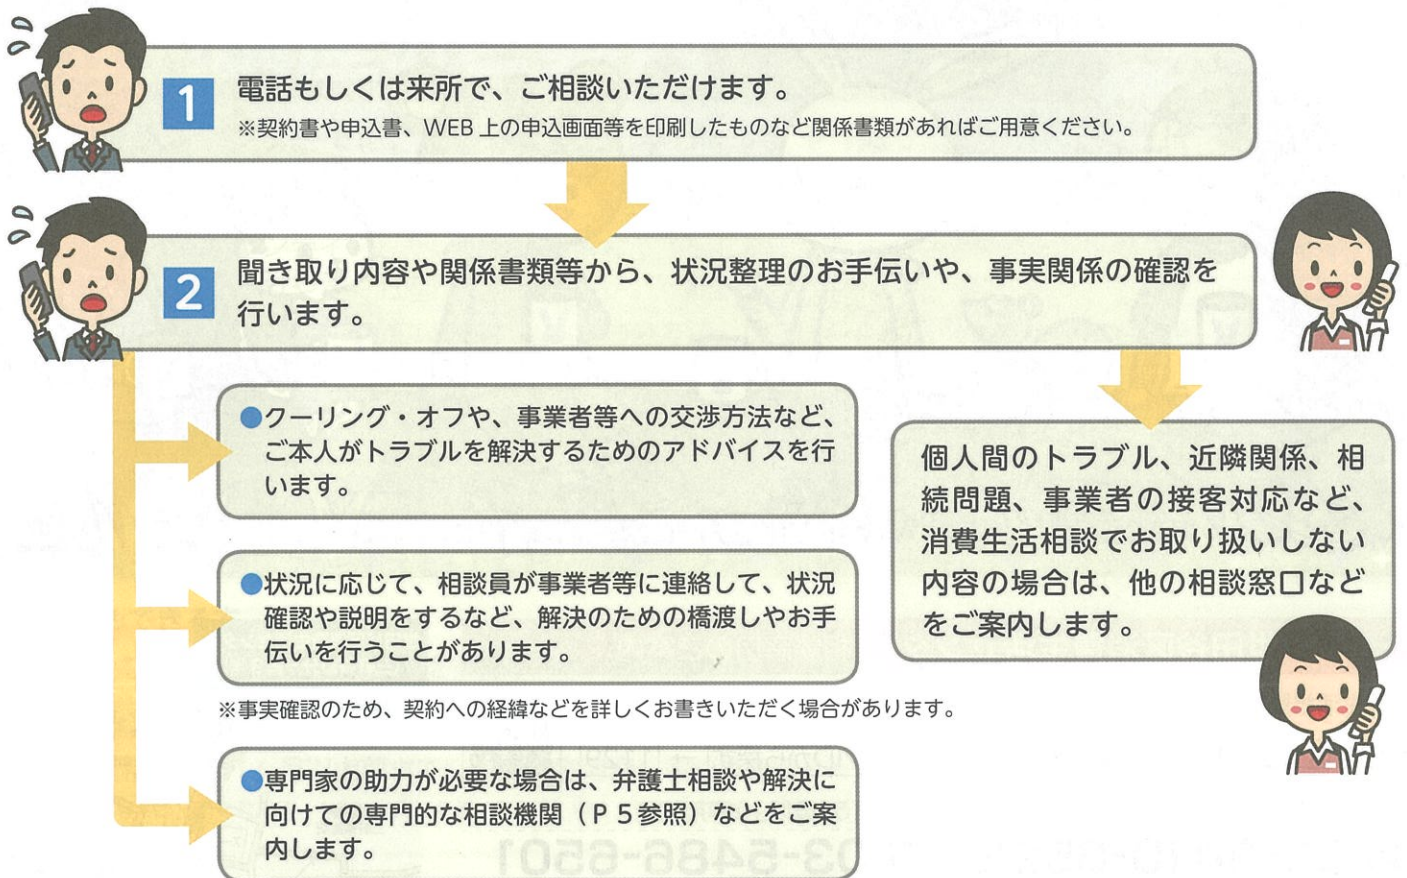 1
電話もしくは来所で、ご相談いただけます。
※契約書や申込書、WEB 上の申込画面等を印刷したものなど関係書類があればご用意ください。
2
聞き取り内容や関係書類等から、状況整理のお手伝いや、事実関係の確認を
行います。
●クーリング・オフや、事業者等への交渉方法など、
ご本人がトラブルを解決するためのアドバイスを行
います。
●状況に応じて、相談員が事業者等に連絡して、状況
確認や説明をするなど、解決のための橋渡しやお手
伝いを行うことがあります。
※事実確認のため、契約への経緯などを詳しくお書きいただく場合があります。
●専門家の助力が必要な場合は、弁護士相談や解決に
向けての専門的な相談機関（P 5参照）などをご案
内します。
個人間のトラブル、近隣関係、相
続問題、事業者の接客対応など、
消費生活相談でお取り扱いしない
内容の場合は、他の相談窓口など
をご案内します。
03-5486-6501